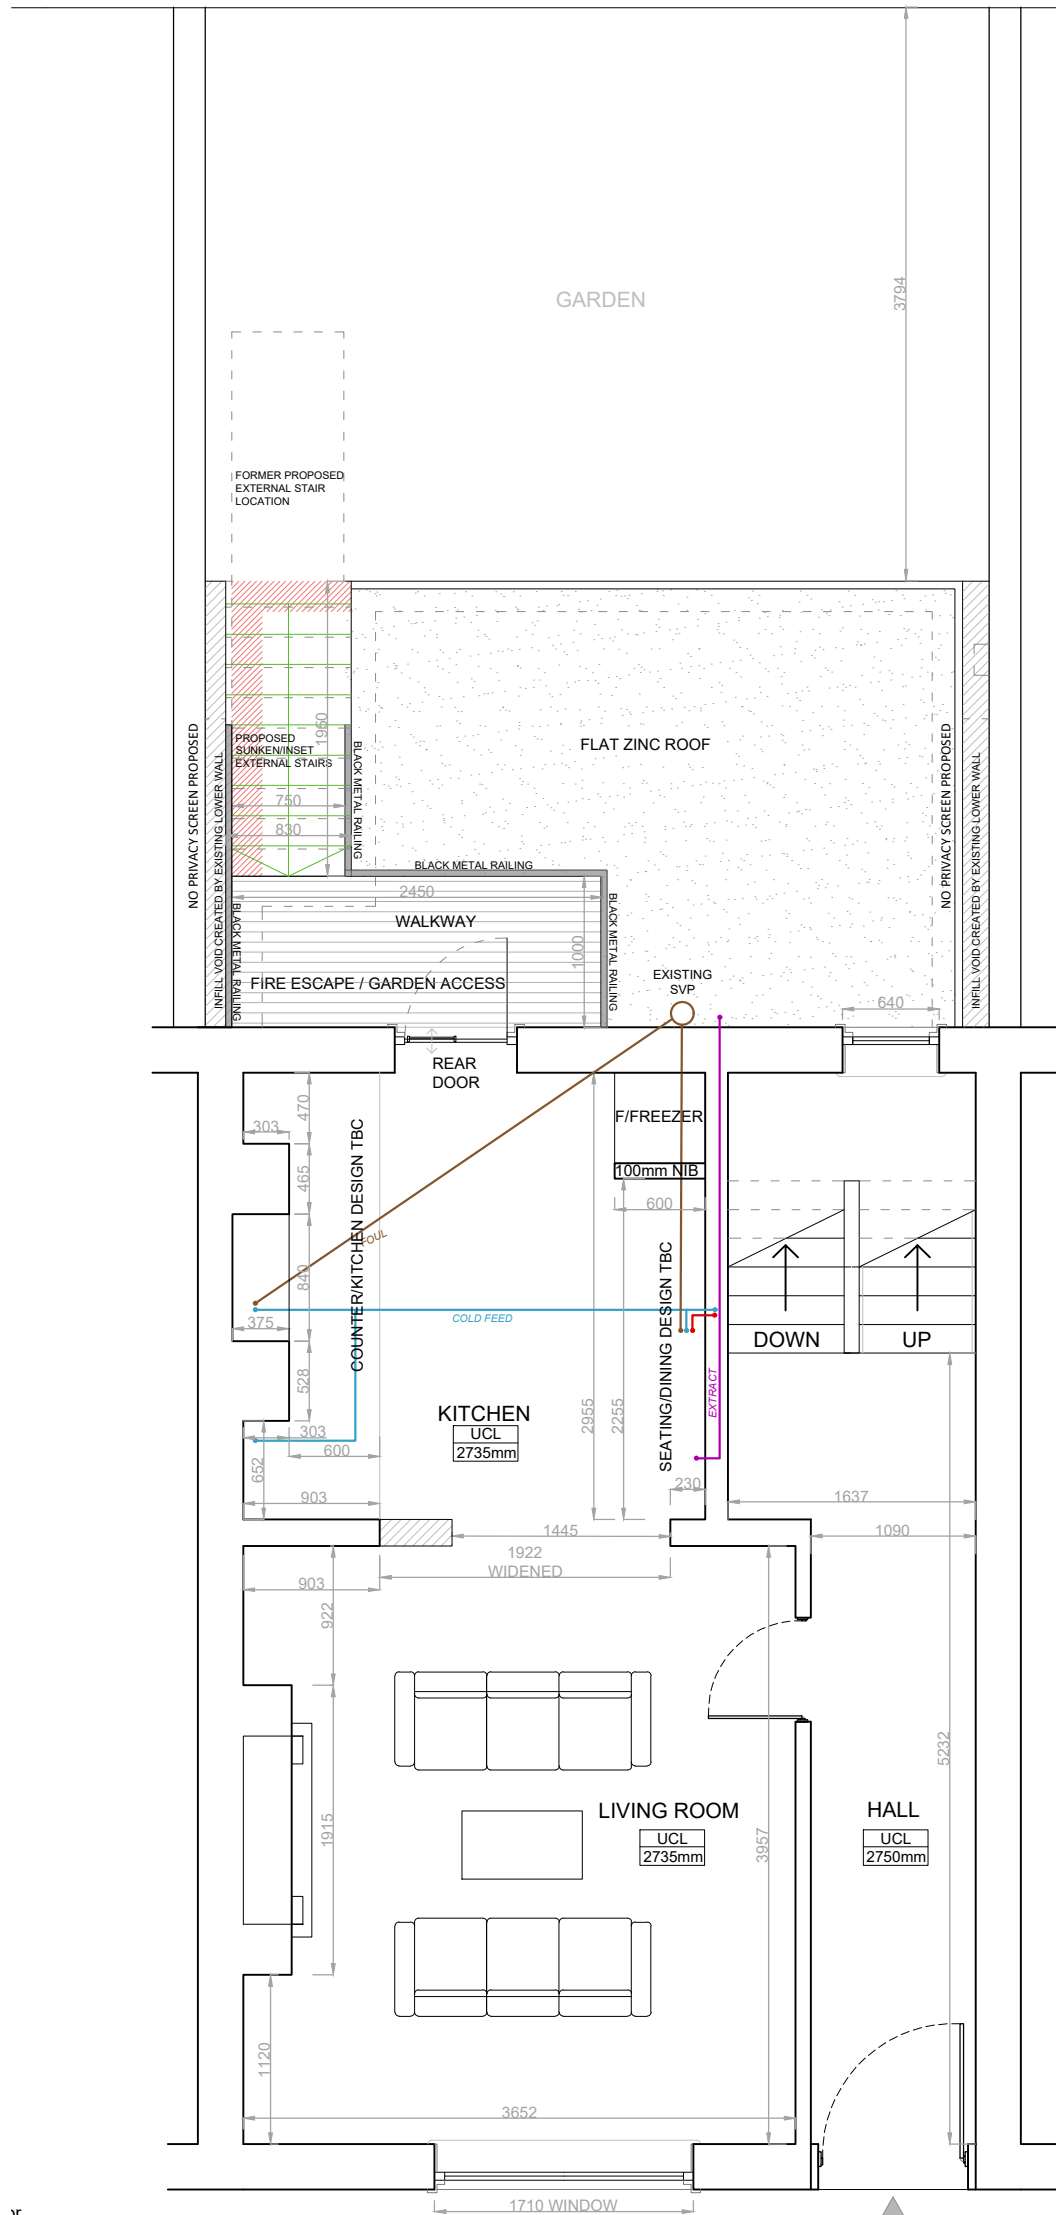 3794
GARDEN
FORMER PROPOSED
EXTERNAL STAIR
LOCATION
1950
NO PRIVACY SCREEN PROPOSED
INFILL VOID CREATED BY EXISTING LOWER WALL
PROPOSED
SUNKEN/INSET
EXTERNAL STAIRS
750
830
BLACK METAL RAILING
FLAT ZINC ROOF
NO PRIVACY SCREEN PROPOSED
INFILL VOID CREATED BY EXISTING LOWER WALL
BLACK METAL RAILING
2450
WALKWAY
BLACK METAL RAILING
1000
BLACK METAL RAILING
FIRE ESCAPE / GARDEN ACCESS
EXISTING
SVP
640
REAR
DOOR
470
303
465
COUNTER/KITCHEN DESIGN TBC
F/FREEZER
100mm NIB
600
FOUL
840
375
COLD FEED
SEATING/DINING DESIGN TBC
DOWN
UP
528
2955
2255
EXTRACT
KITCHEN
UCL
2735mm
303
600
652
230
903
1637
1445
1090
1922
WIDENED
903
922
5232
1915
LIVING ROOM
UCL
2735mm
3957
HALL
UCL
2750mm
1120
3652
1710 WINDOW
or